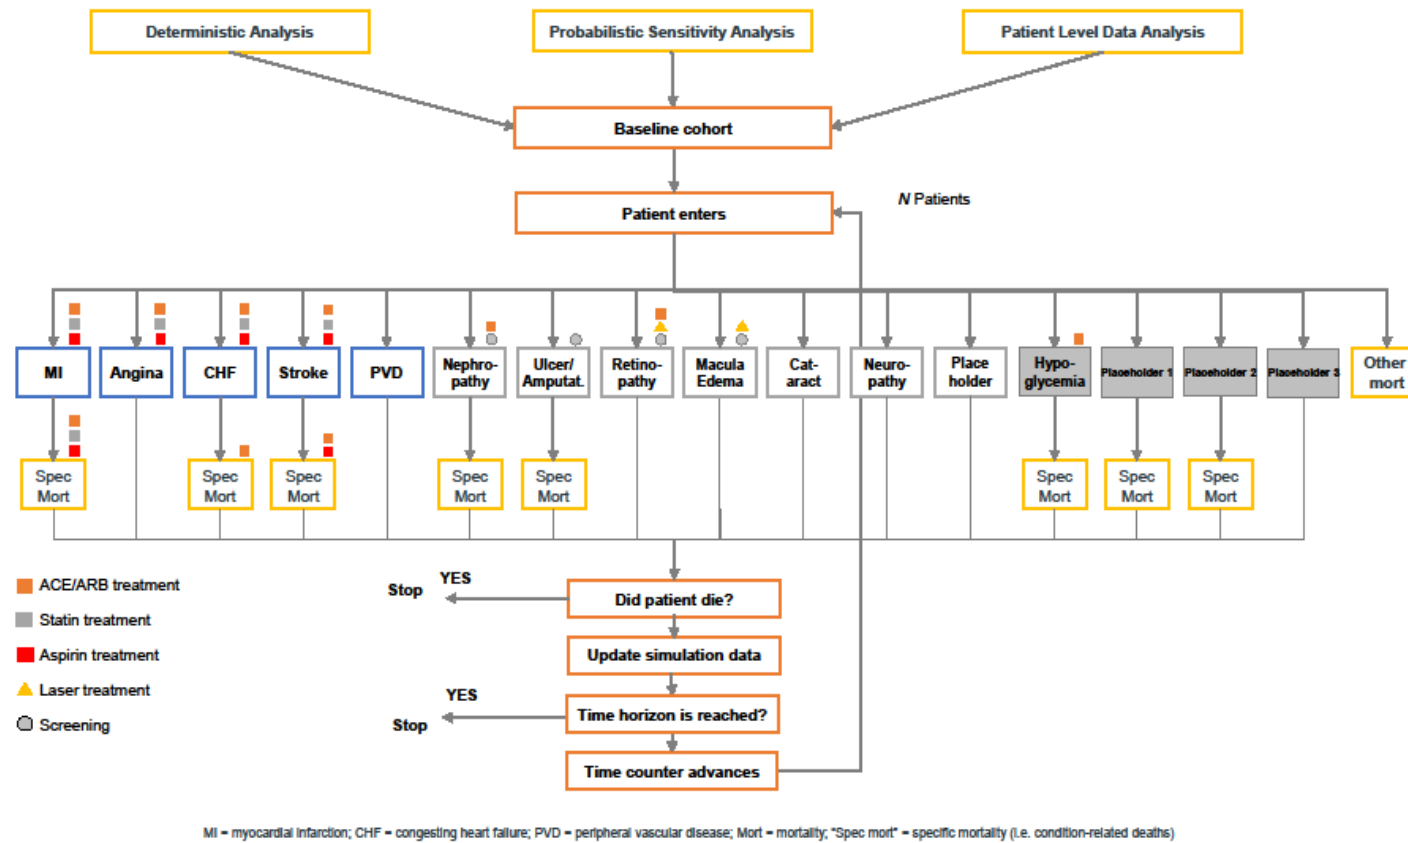 Deterministic Analysis
Probabilistic Sensitivity Analysis
Patient Level Data Analysis
Baseline cohort
Patient enters
N Patients
MI
Angina
CHF
Stroke
PVD
Nephro-
pathy
Ulcer/
Amputat.
Retino-
pathy
Macula
Edema
Cat-
aract
Neuro-
pathy
Place
holder
Hypo-
glycemia
Placeholder 1
Placeholder 2
Placeholder 3
Other
mort
Spec
Mort
Spec
Mort
Spec
Mort
Spec
Mort
Spec
Mort
Spec
Mort
Spec
Mort
Spec
Mort
ACE/ARB treatment
Statin treatment
Aspirin treatment
Laser treatment
Screening
YES
Stop
Did patient die?
Update simulation data
YES
Stop
Time horizon is reached?
Time counter advances
MI = myocardial infarction; CHF = congesting heart failure; PVD = peripheral vascular disease; Mort = mortality; "Spec mort" = specific mortality (i.e. condition-related deaths)